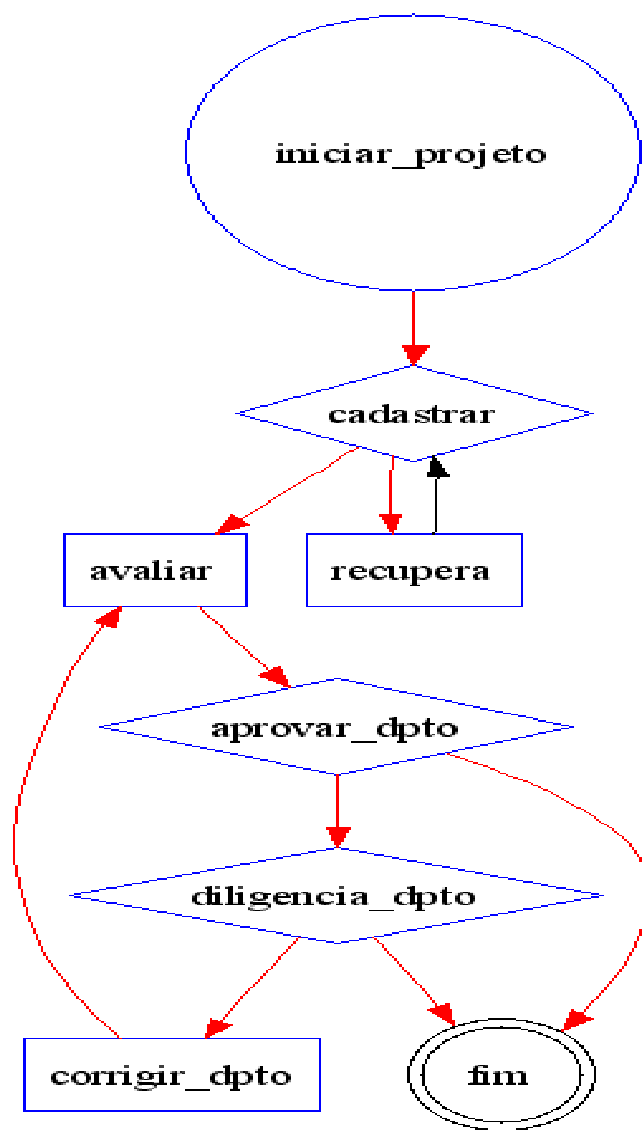 iniciar_projeto
cadastrar
avaliar
recupera
aprovar_dpto
diligencia_dpto
corrigir_dpto
fim